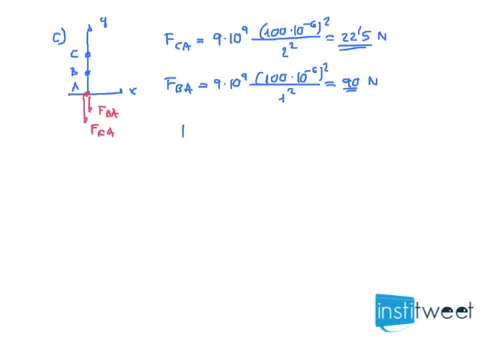 c)
y
C
B
A
x
F_BA
F_CA
F_CA = 9·10^9 (100·10^-6)^2 / 2^2 = 22'5 N
F_BA = 9·10^9 (100·10^-6)^2 / 1^2 = 90 N
institweet